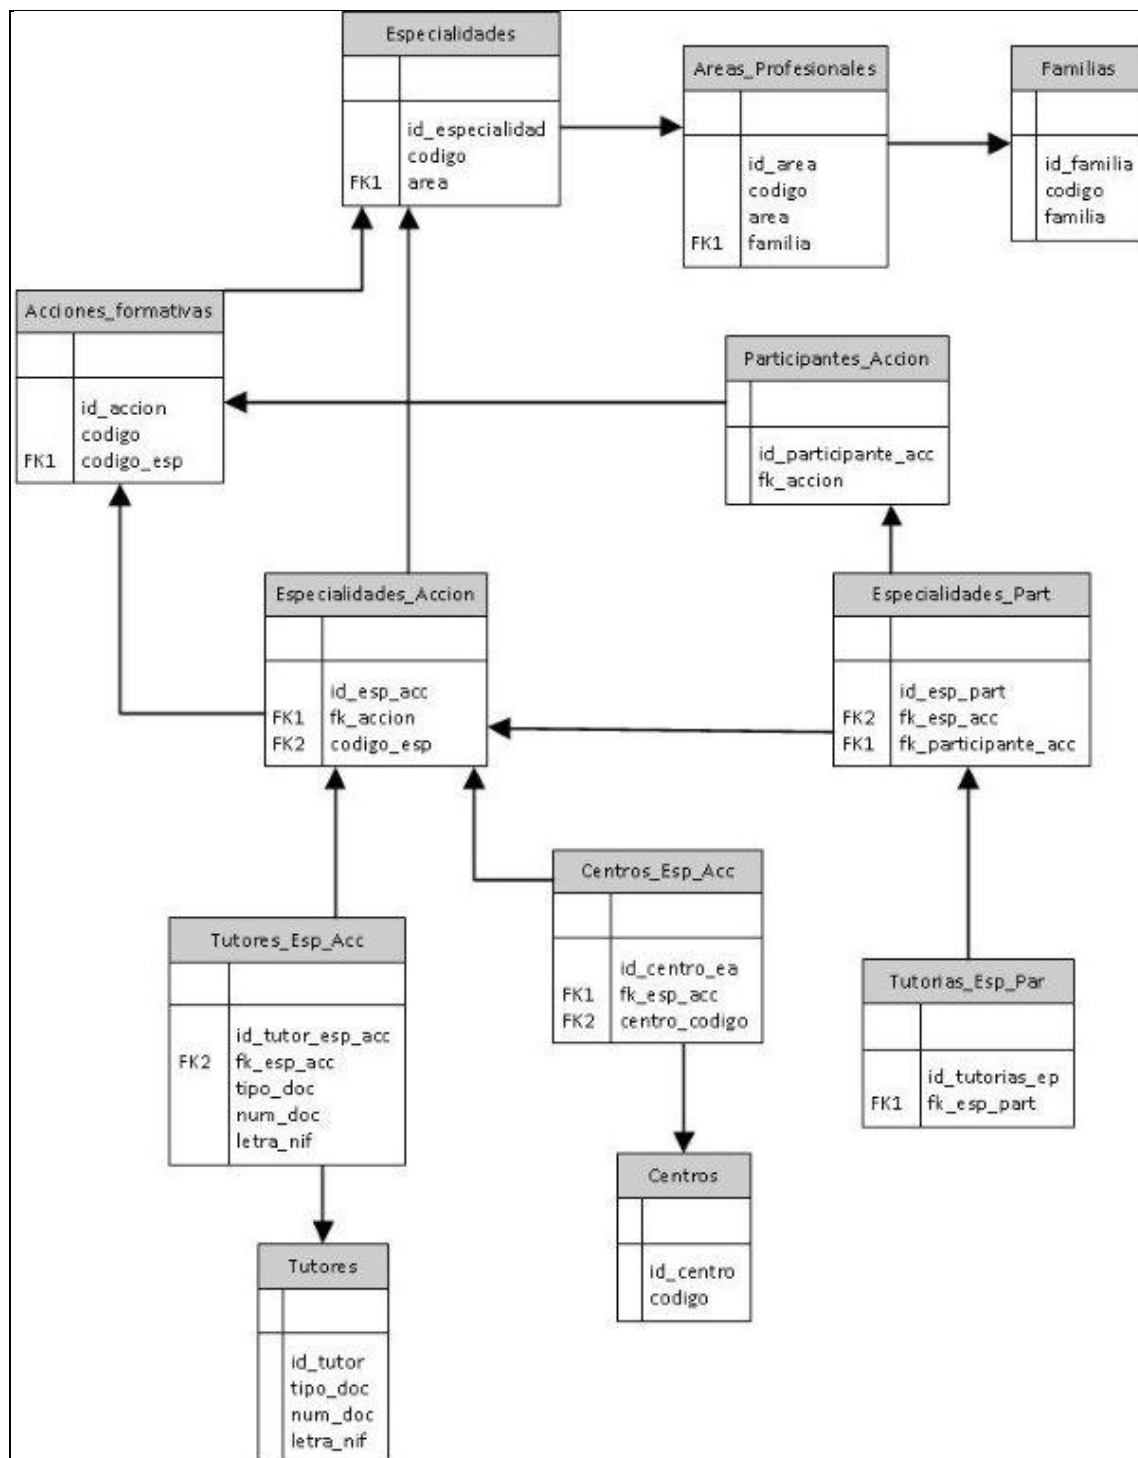 Especialidades
id_especialidad
codigo
FK1 area
Areas_Profesionales
id_area
codigo
area
FK1 familia
Familias
id_familia
codigo
familia
Acciones_formativas
id_accion
codigo
FK1 codigo_esp
Participantes_Accion
id_participante_acc
fk_accion
Especialidades_Accion
id_esp_acc
FK1 fk_accion
FK2 codigo_esp
Especialidades_Part
id_esp_part
FK2 fk_esp_acc
FK1 fk_participante_acc
Centros_Esp_Acc
id_centro_ea
FK1 fk_esp_acc
FK2 centro_codigo
Tutores_Esp_Acc
id_tutor_esp_acc
FK2 fk_esp_acc
tipo_doc
num_doc
letra_nif
Tutorias_Esp_Par
id_tutorias_ep
FK1 fk_esp_part
Centros
id_centro
codigo
Tutores
id_tutor
tipo_doc
num_doc
letra_nif